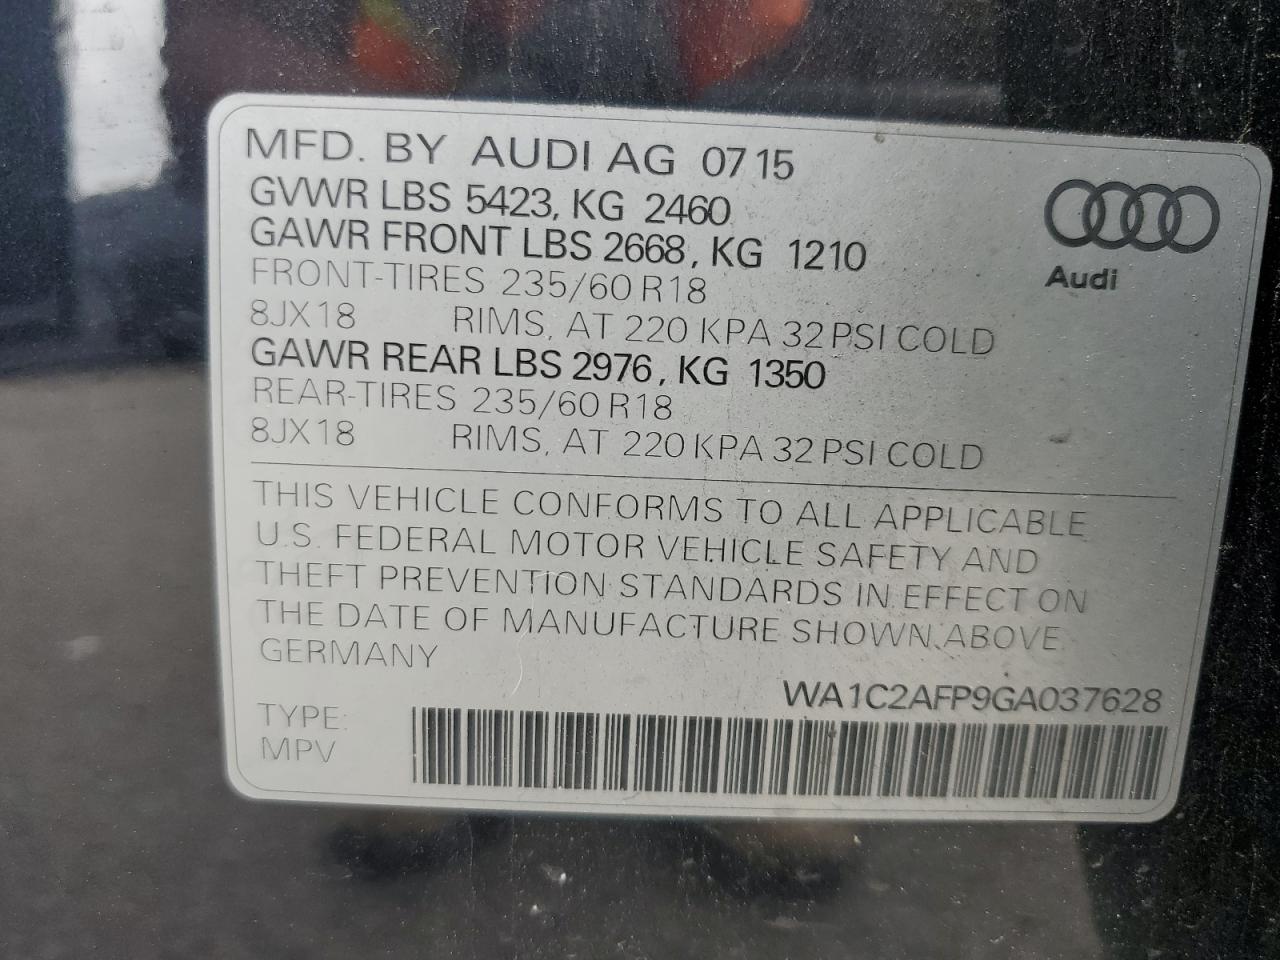 MFD. BY AUDI AG 07 15
GVWR LBS 5423, KG 2460
GAWR FRONT LBS 2668, KG 1210
FRONT-TIRES 235/60 R18
8JX18 RIMS, AT 220 KPA 32 PSI COLD
GAWR REAR LBS 2976, KG 1350
REAR-TIRES 235/60 R18
8JX18 RIMS, AT 220 KPA 32 PSI COLD
Audi
THIS VEHICLE CONFORMS TO ALL APPLICABLE
U.S. FEDERAL MOTOR VEHICLE SAFETY AND
THEFT PREVENTION STANDARDS IN EFFECT ON
THE DATE OF MANUFACTURE SHOWN ABOVE.
GERMANY
WA1C2AFP9GA037628
TYPE:
MPV